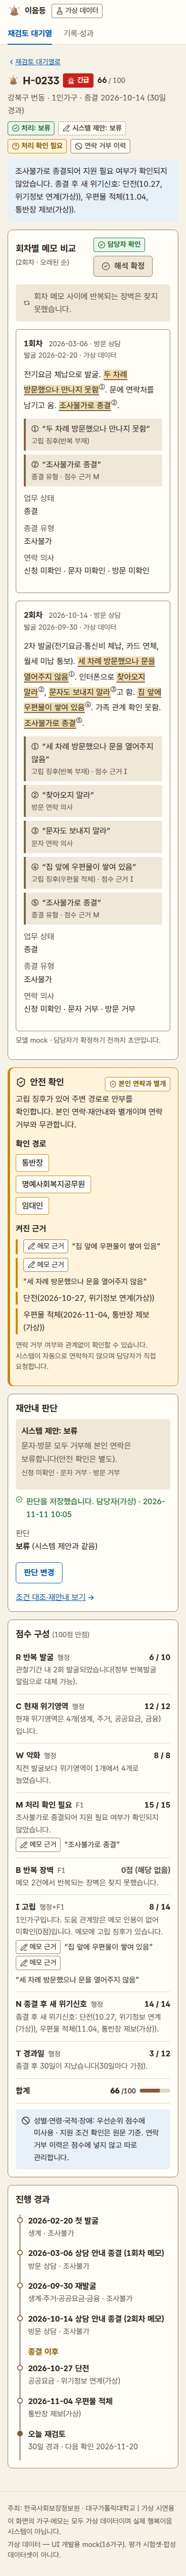 이음동 가상 데이터
재검토 대기열 기록·성과
재검토 대기열로
H-0233 긴급 66 / 100
강북구 번동 · 1인가구 · 종결 2026-10-14 (30일
경과)
처리: 보류 시스템 제안: 보류
처리 확인 필요 연락 거부 이력
조사불가로 종결되어 지원 필요 여부가 확인되지
않았습니다. 종결 후 새 위기신호: 단전(10.27,
위기정보 연계(가상)), 우편물 적체(11.04,
통반장 제보(가상)).
회차별 메모 비교
(2회차 · 오래된 순)
담당자 확인
해석 확정
회차 메모 사이에 반복되는 장벽은 찾지
못했습니다.
1회차 2026-03-06 · 방문 상담
발굴 2026-02-20 · 가상 데이터
전기요금 체납으로 발굴. 두 차례
방문했으나 만나지 못함①. 문에 연락처를
남기고 옴. 조사불가로 종결②.
① “두 차례 방문했으나 만나지 못함”
고립 징후(반복 부재)
② “조사불가로 종결”
종결 유형 · 점수 근거 M
업무 상태
종결
종결 유형
조사불가
연락 의사
신청 미확인 · 문자 미확인 · 방문 미확인
2회차 2026-10-14 · 방문 상담
발굴 2026-09-30 · 가상 데이터
2차 발굴(전기요금·통신비 체납, 카드 연체,
월세 미납 통보). 세 차례 방문했으나 문을
열어주지 않음①. 인터폰으로 찾아오지
말라②, 문자도 보내지 말라③고 함. 집 앞에
우편물이 쌓여 있음④. 가족 관계 확인 못함.
조사불가로 종결⑤.
① “세 차례 방문했으나 문을 열어주지
않음”
고립 징후(반복 부재) · 점수 근거 I
② “찾아오지 말라”
방문 연락 의사
③ “문자도 보내지 말라”
문자 연락 의사
④ “집 앞에 우편물이 쌓여 있음”
고립 징후(우편물 적체) · 점수 근거 I
⑤ “조사불가로 종결”
종결 유형 · 점수 근거 M
업무 상태
종결
종결 유형
조사불가
연락 의사
신청 미확인 · 문자 거부 · 방문 거부
모델 mock · 담당자가 확정하기 전까지 초안입니다.
안전 확인 본인 연락과 별개
고립 징후가 있어 주변 경로로 안부를
확인합니다. 본인 연락·재안내와 별개이며 연락
거부와 무관합니다.
확인 경로
통반장
명예사회복지공무원
임대인
켜진 근거
메모 근거 “집 앞에 우편물이 쌓여 있음”
메모 근거
“세 차례 방문했으나 문을 열어주지 않음”
단전(2026-10-27, 위기정보 연계(가상))
우편물 적체(2026-11-04, 통반장 제보
(가상))
연락 거부 여부와 관계없이 확인할 수 있습니다.
시스템이 자동으로 연락하지 않으며 담당자가 직접
요청합니다.
재안내 판단
시스템 제안: 보류
문자·방문 모두 거부해 본인 연락은
보류합니다(안전 확인은 별도).
신청 미확인 · 문자 거부 · 방문 거부
판단을 저장했습니다. 담당자(가상) · 2026-
11-11 10:05
판단
보류 (시스템 제안과 같음)
판단 변경
조건 대조·재안내 보기 →
점수 구성 (100점 만점)
R 반복 발굴 행정 6 / 10
관찰기간 내 2회 발굴되었습니다(정부 반복발굴
알림으로 대체 가능).
C 현재 위기영역 행정 12 / 12
현재 위기영역은 4개(생계, 주거, 공공요금, 금융)
입니다.
W 악화 행정 8 / 8
직전 발굴보다 위기영역이 1개에서 4개로
늘었습니다.
M 처리 확인 필요 F1 15 / 15
조사불가로 종결되어 지원 필요 여부가 확인되지
않았습니다.
메모 근거 “조사불가로 종결”
B 반복 장벽 F1 0점 (해당 없음)
메모 2건에서 반복되는 장벽은 찾지 못했습니다.
I 고립 행정+F1 8 / 14
1인가구입니다. 도움 관계망은 메모 인용이 없어
미확인(0점)입니다. 메모에 고립 징후가 있습니다.
메모 근거 “집 앞에 우편물이 쌓여 있음”
메모 근거
“세 차례 방문했으나 문을 열어주지 않음”
N 종결 후 새 위기신호 행정 14 / 14
종결 후 새 위기신호: 단전(10.27, 위기정보 연계
(가상)), 우편물 적체(11.04, 통반장 제보(가상)).
T 경과일 행정 3 / 12
종결 후 30일이 지났습니다(30일마다 가점).
합계 66 /100
성별·연령·국적·장애: 우선순위 점수에
미사용 · 지원 조건 확인은 원문 기준. 연락
거부 이력은 점수에 넣지 않고 따로
관리합니다.
진행 경과
2026-02-20 첫 발굴
생계 · 조사불가
2026-03-06 상담 안내 종결 (1회차 메모)
방문 상담 · 조사불가
2026-09-30 재발굴
생계·주거·공공요금·금융 · 조사불가
2026-10-14 상담 안내 종결 (2회차 메모)
방문 상담 · 조사불가
종결 이후
2026-10-27 단전
공공요금 · 위기정보 연계(가상)
2026-11-04 우편물 적체
통반장 제보(가상)
오늘 재검토
30일 경과 · 다음 확인 2026-11-20
주최: 한국사회보장정보원 · 대구가톨릭대학교 | 가상 시연용
이 화면의 가구·메모는 모두 가상 데이터이며 실제 행복이음
시스템이 아닙니다.
가상 데이터 — UI 개발용 mock(16가구). 평가 시험셋·합성
데이터셋이 아닙니다.